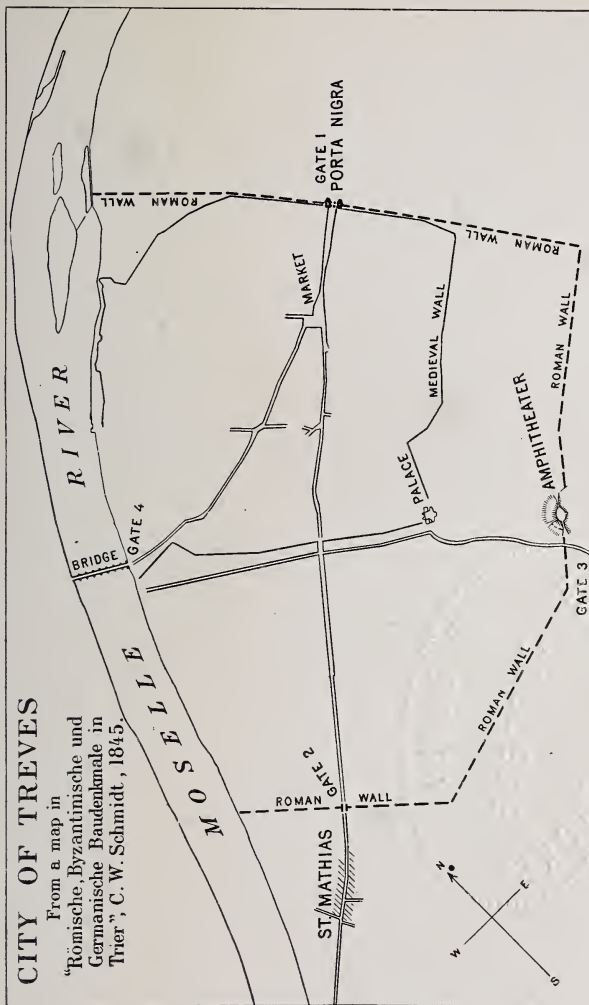 CITY OF TREVES
From a map in
"Römische, Byzantinische und
Germanische Baudenkmale in
Trier", C. W. Schmidt, 1845.
MOSELLE RIVER
BRIDGE
GATE 4
ROMAN WALL
GATE 1
PORTA NIGRA
MARKET
MEDIEVAL WALL
ROMAN WALL
PALACE
AMPHITHEATER
ROMAN WALL
GATE 3
ROMAN WALL
GATE 2
ROMAN WALL
ST. MATHIAS
N
W
E
S